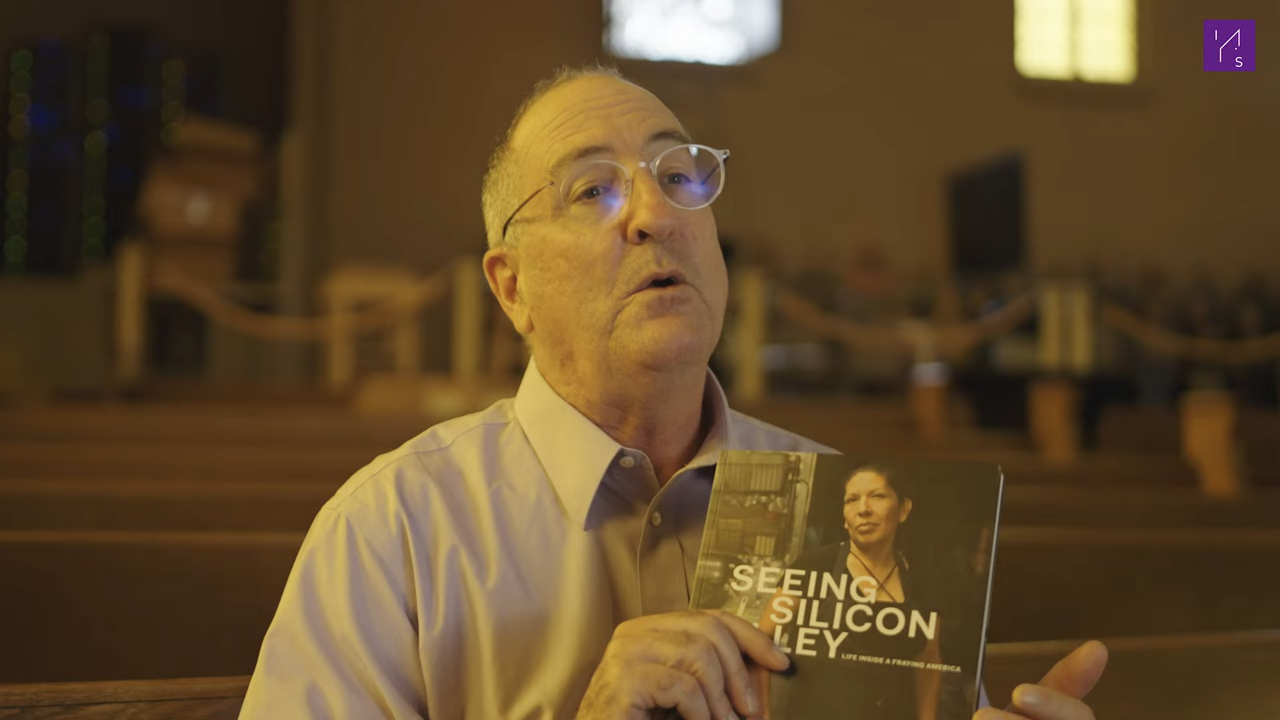 SEEING
SILICON
LEY
LIFE INSIDE A FRAYING AMERICA